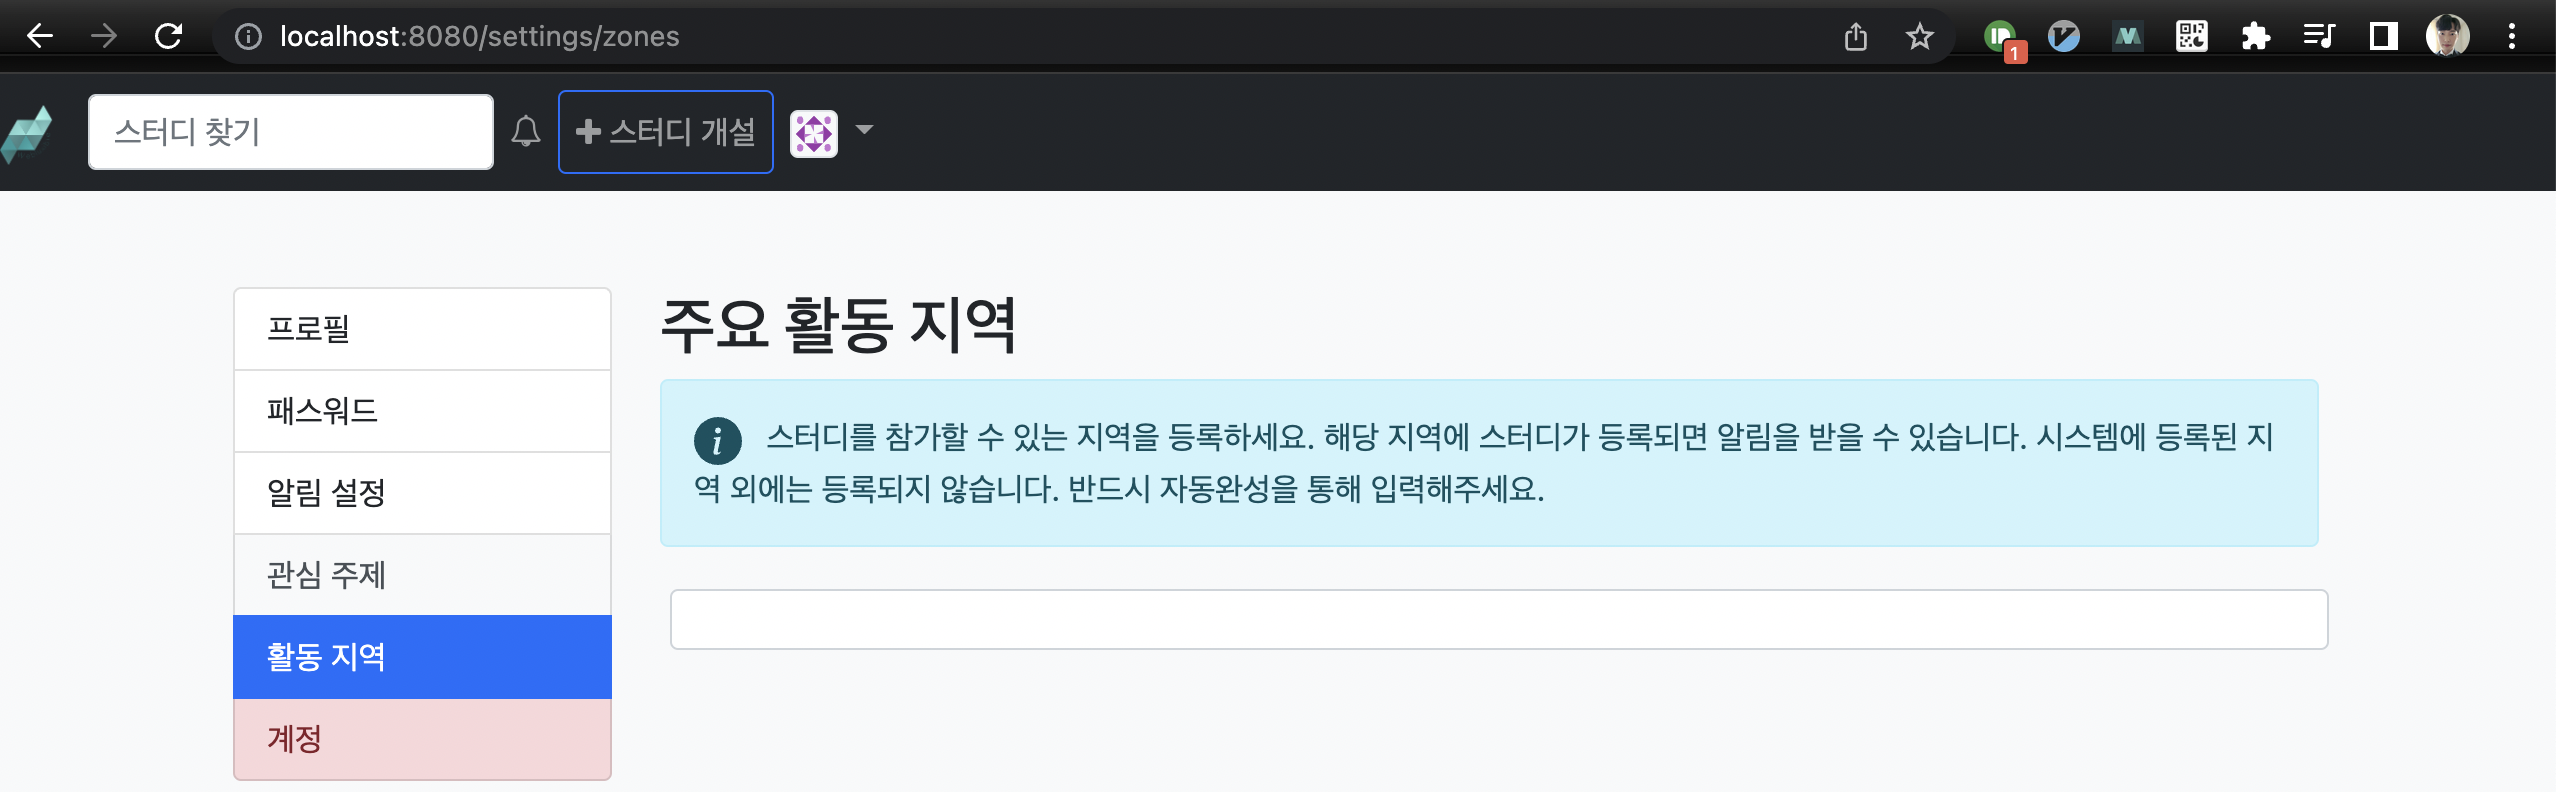 localhost:8080/settings/zones
1
스터디 찾기
스터디 개설
프로필
패스워드
알림 설정
관심 주제
활동 지역
계정
주요 활동 지역
스터디를 참가할 수 있는 지역을 등록하세요. 해당 지역에 스터디가 등록되면 알림을 받을 수 있습니다. 시스템에 등록된 지
역 외에는 등록되지 않습니다. 반드시 자동완성을 통해 입력해주세요.